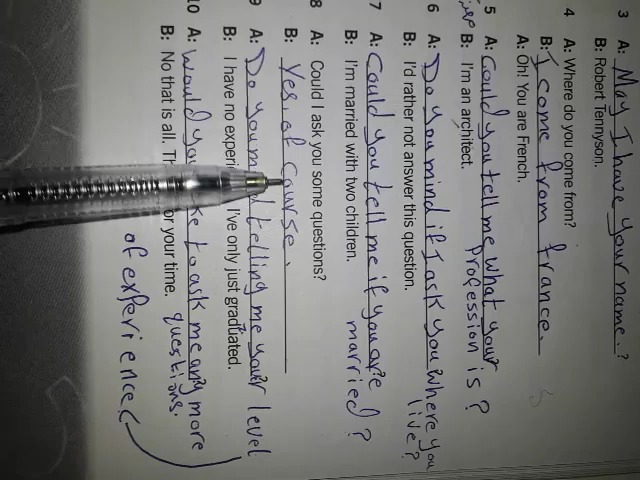 3 A: May I have your name..?
B: Robert Tennyson.
4 A: Where do you come from?
B: I come from france.
A: Oh! You are French.
5 A: Could you tell me what your profession is?
B: I'm an architect.
6 A: Do you mind if I ask you where you live?
B: I'd rather not answer this question.
7 A: Could you tell me if you are married?
B: I'm married with two children.
8 A: Could I ask you some questions?
B: Yes of course.
9 A: Do you telling me your level
of experience
B: I have no I've only just graduated.
10 A: Would to ask me any more
questions.
B: No that is all. for your time.